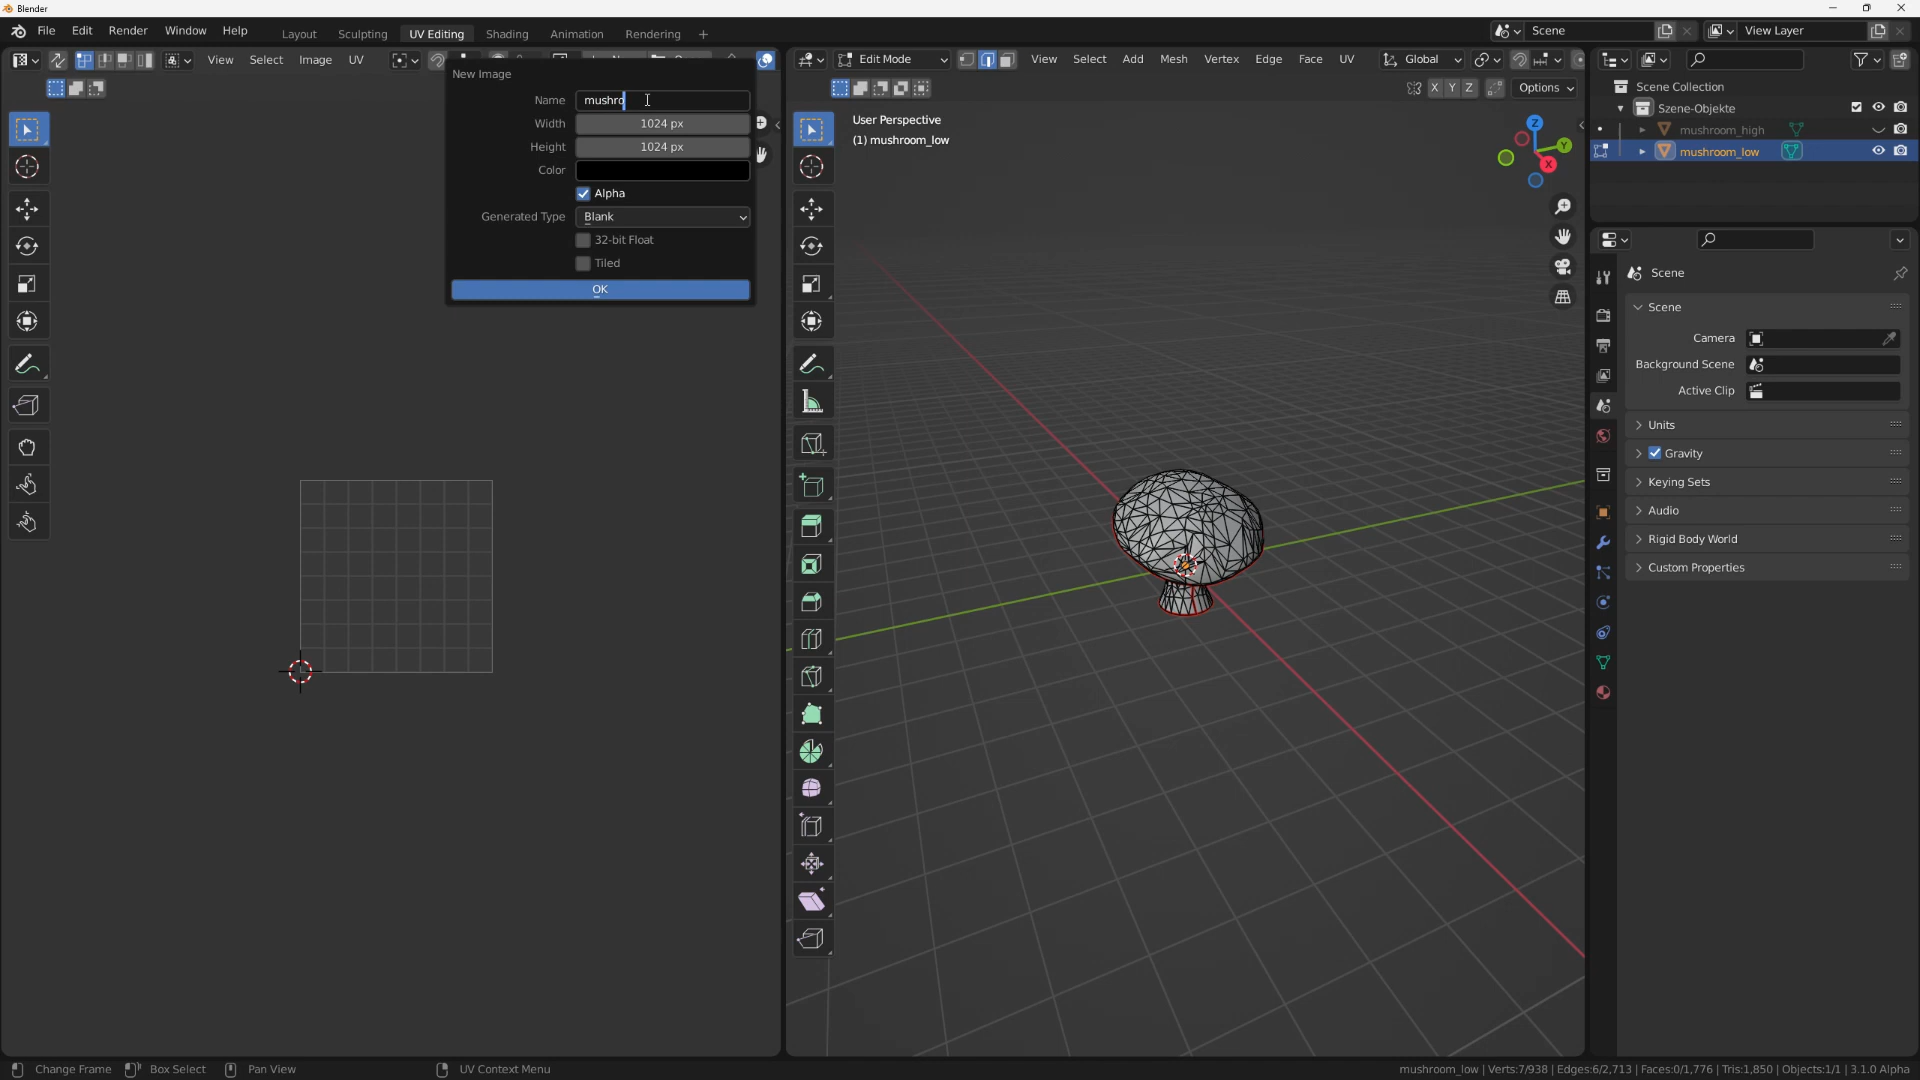 Blender
File Edit Render Window Help Layout Sculpting UV Editing Shading Animation Rendering + Scene View Layer
View Select Image UV
Edit Mode View Select Add Mesh Vertex Edge Face UV Global
X Y Z Options
New Image
Name mushro
Width 1024 px
Height 1024 px
Color
Alpha
Generated Type Blank
32-bit Float
Tiled
OK
User Perspective
(1) mushroom_low
Z
Y
X
Scene Collection
Szene-Objekte
mushroom_high
mushroom_low
Scene
Scene
Camera
Background Scene
Active Clip
Units
Gravity
Keying Sets
Audio
Rigid Body World
Custom Properties
Change Frame Box Select Pan View UV Context Menu mushroom_low | Verts:7/938 | Edges:6/2,713 | Faces:0/1,776 | Tris:1,850 | Objects:1/1 | 3.1.0 Alpha